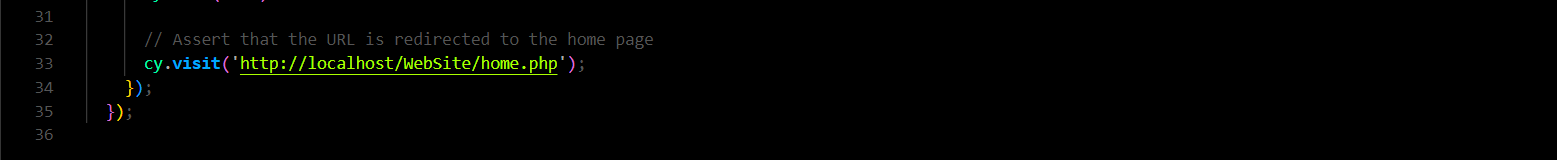 31
32 // Assert that the URL is redirected to the home page
33 cy.visit('http://localhost/WebSite/home.php');
34 });
35 });
36